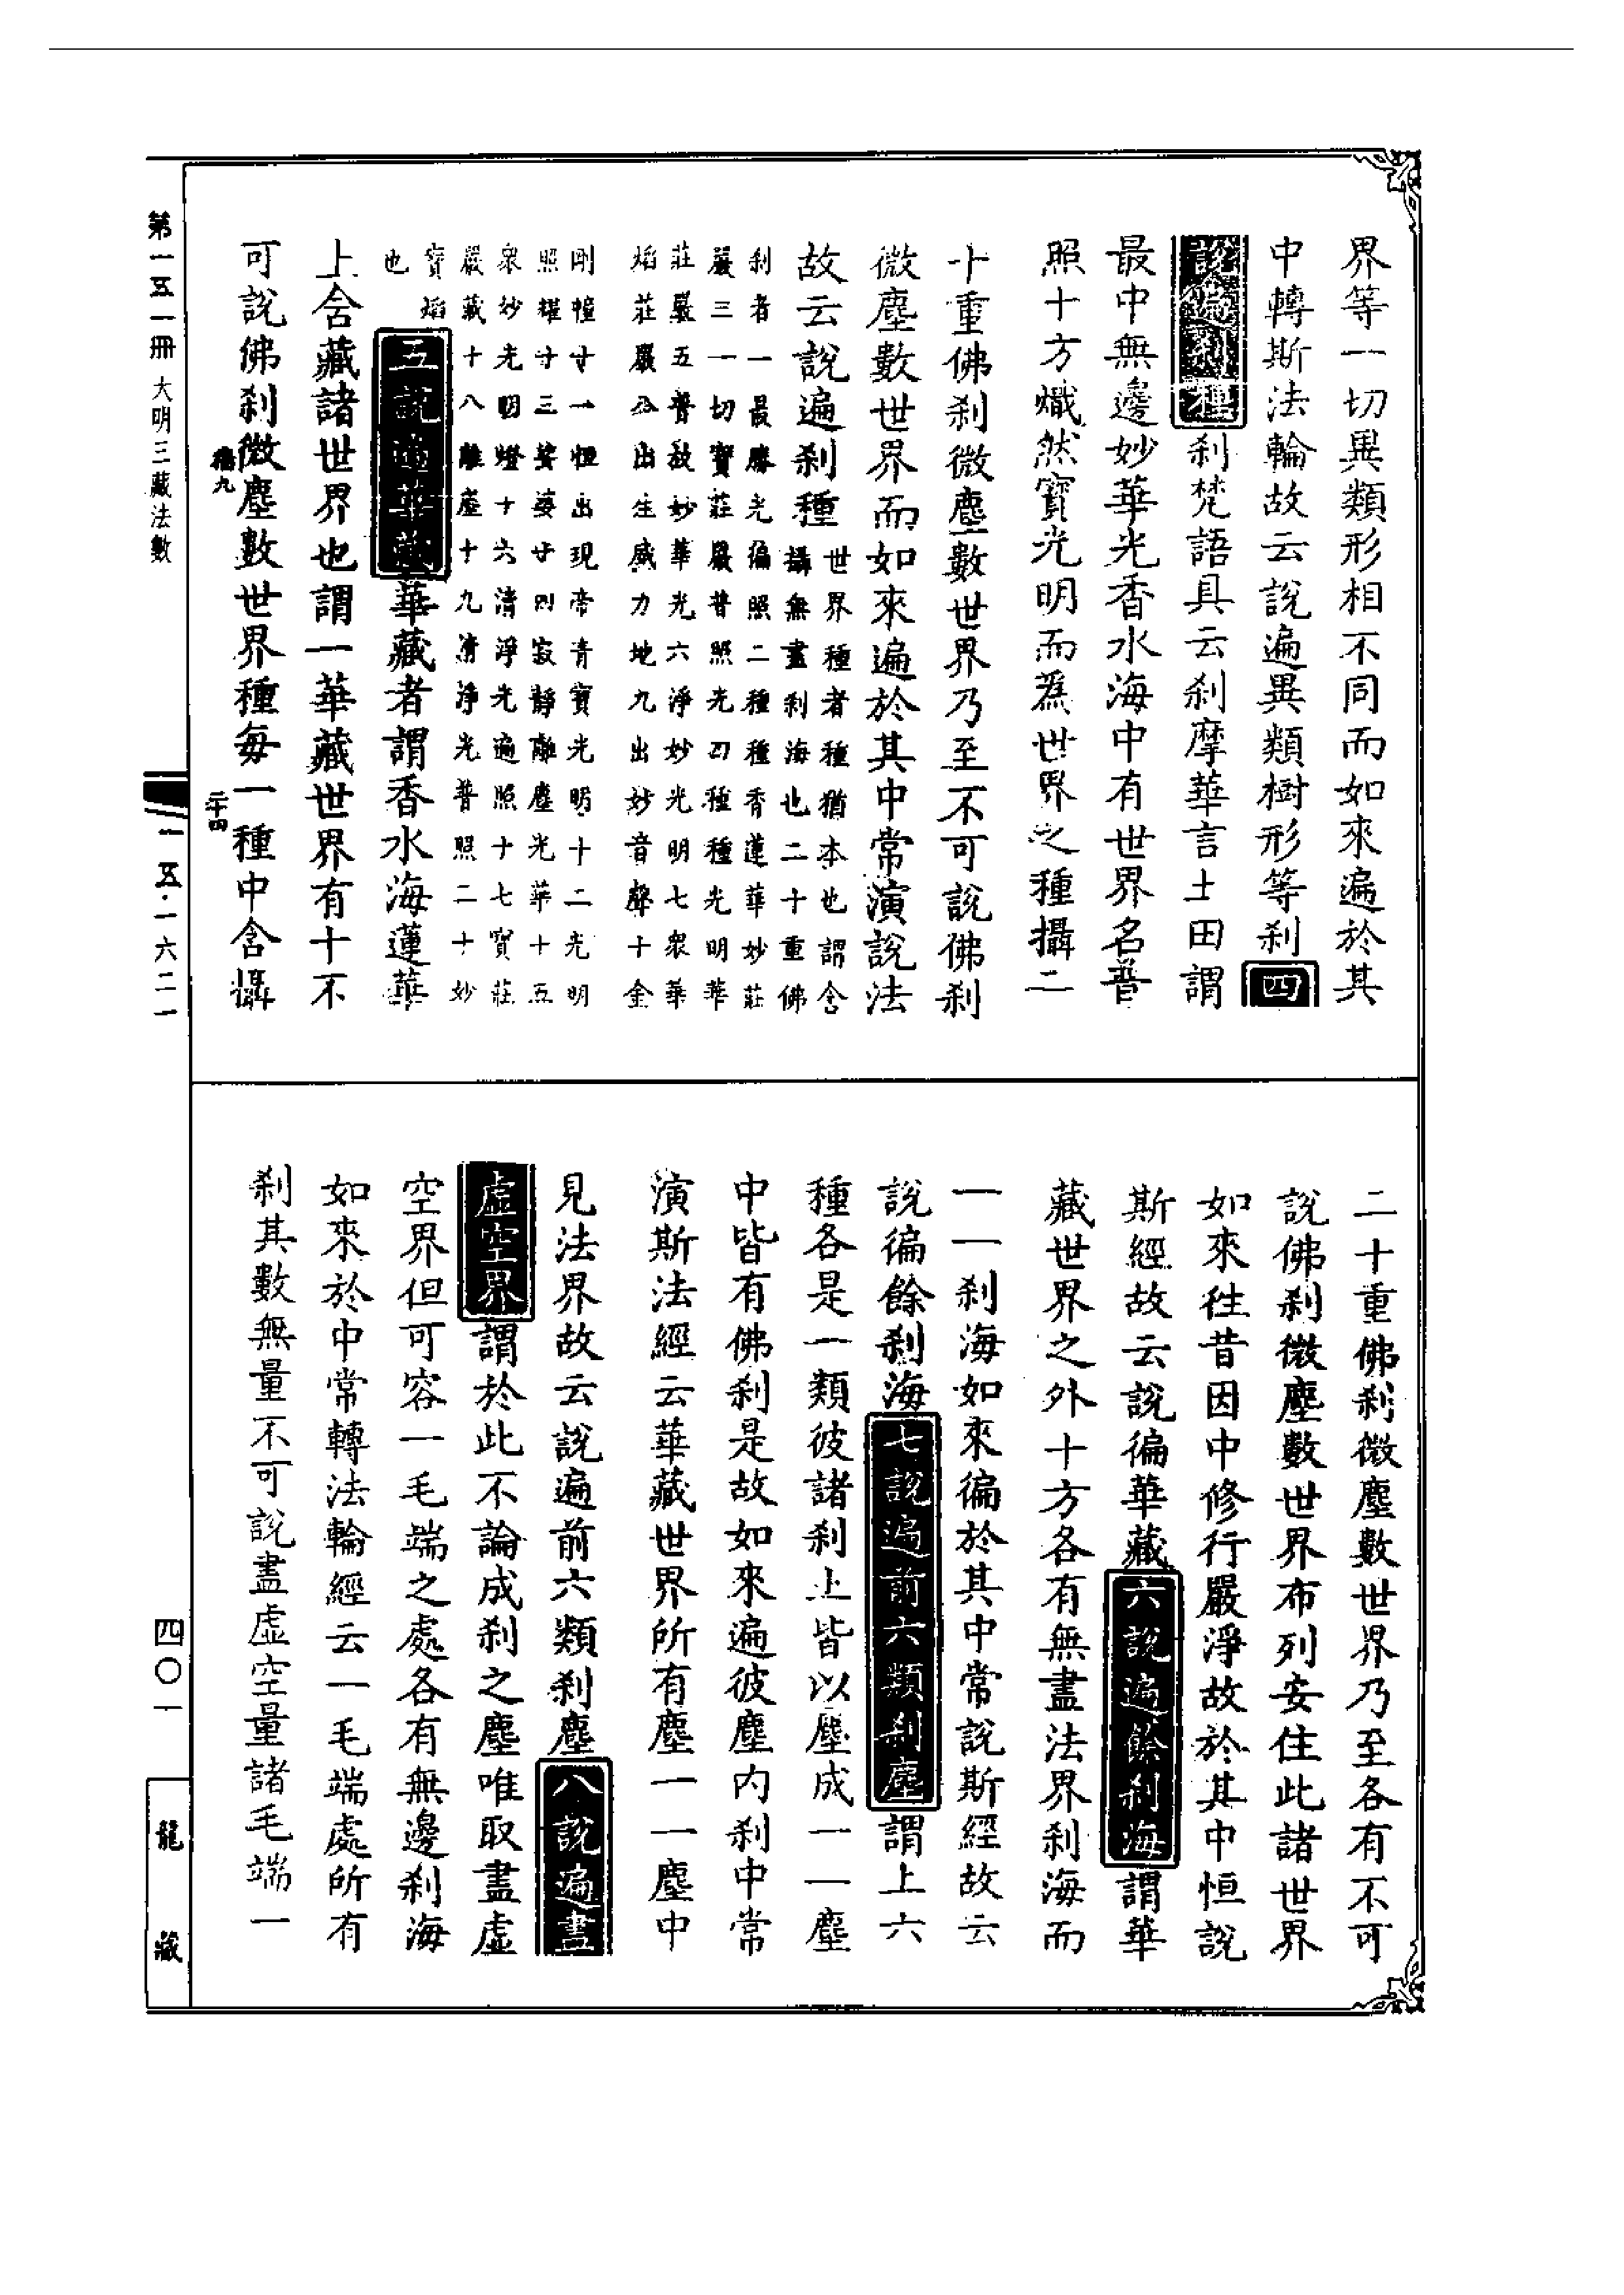 界等一切異類形相不同而如來遍於其
中轉斯法輪故云說遍異類樹形等刹四
說遍刹種刹梵語具云刹摩華言土田謂
最中無邊妙華光香水海中有世界名普
照十方熾然寶光明而為世界之種攝二
十重佛刹微塵數世界乃至不可說佛刹
微塵數世界而如來遍於其中常演說法
故云說遍刹種世界種者種猶本也謂含
攝無盡刹海也二十重佛
刹者一最勝光徧照二種種香蓮華妙莊
嚴三一切寶莊嚴普照光四種種光明華
莊嚴五普放妙華光六淨妙光明七衆華
焰莊嚴八出生威力地九出妙音聲十金
剛幢十一恒出現帝青寶光明十二光明
照耀十三娑婆十四寂靜離塵光華十五
衆妙光明燈十六清淨光遍照十七寶莊
嚴藏十八離塵十九清淨光普照二十妙
寶焰
也
五說遍華藏華藏者謂香水海蓮華
上含藏諸世界也謂一華藏世界有十不
可說佛刹微塵數世界種每一種中含攝
二十重佛刹微塵數世界乃至各有不可
說佛刹微塵數世界布列安住此諸世界
如來徃昔因中修行嚴淨故於其中恒說
斯經故云說徧華藏六說遍餘刹海謂華
藏世界之外十方各有無盡法界刹海而
一一刹海如來徧於其中常說斯經故云
說徧餘刹海七說遍前六類刹塵謂上六
種各是一類彼諸刹上皆以塵成一一塵
中皆有佛刹是故如來遍彼塵内刹中常
演斯法經云華藏世界所有塵一一塵中
見法界故云說遍前六類刹塵八說遍盡
虛空界謂於此不論成刹之塵唯取盡虛
空界但可容一毛端之處各有無邊刹海
如來於中常轉法輪經云一毛端處所有
刹其數無量不可說盡虛空量諸毛端一
第一五一冊 大明三藏法數
二十四
一五·一六二一
四〇一
龍藏